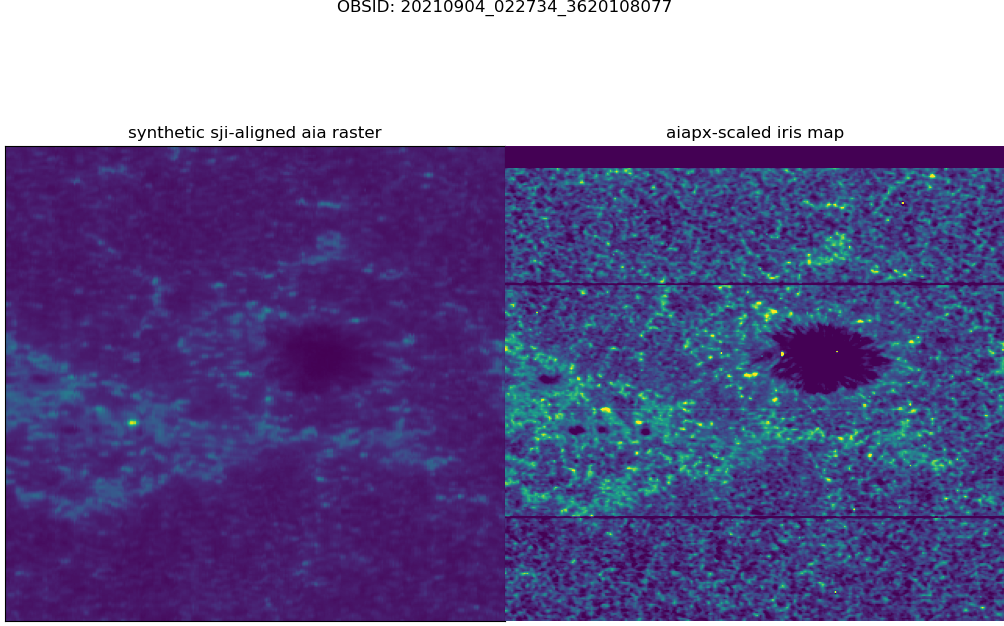 OBSID: 20210904_022734_3620108077
synthetic sji-aligned aia raster
aiapx-scaled iris map